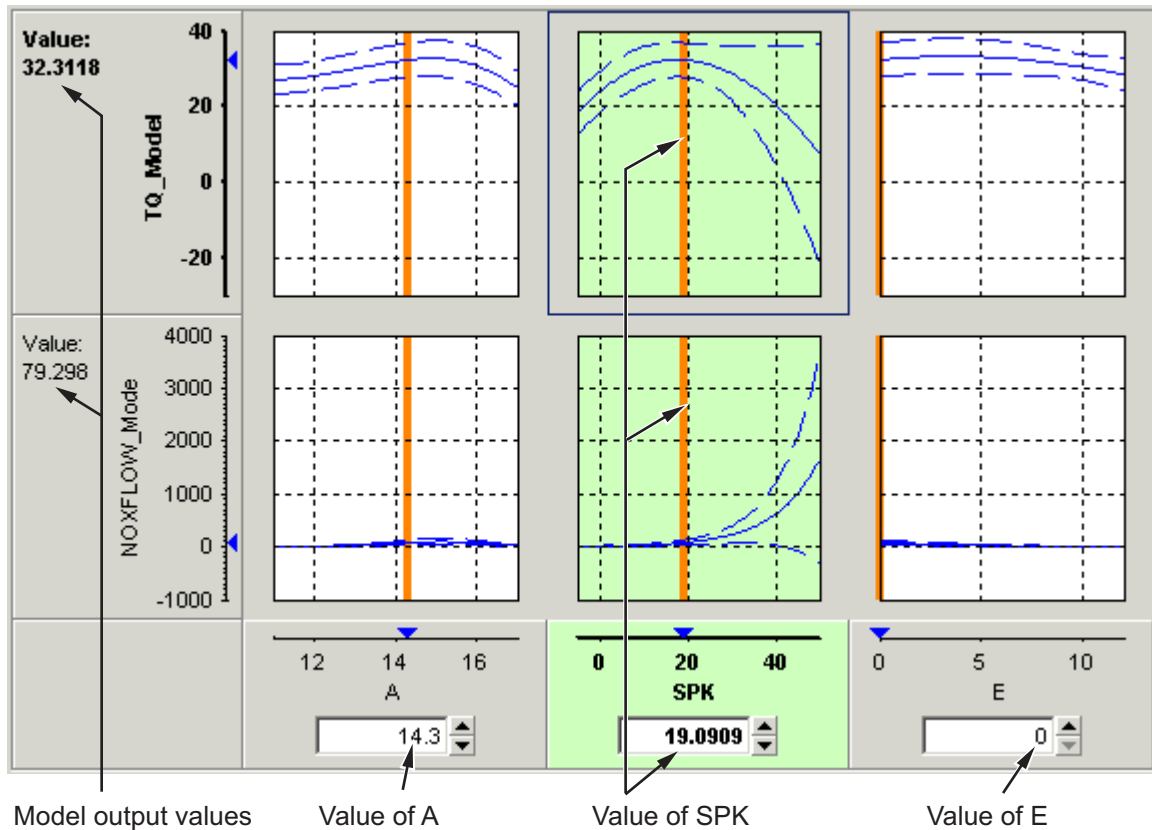 Value:
32.3118
TQ_Model
40
20
0
-20
Value:
79.298
NOXFLOW_Mode
4000
3000
2000
1000
0
-1000
12 14 16
A
14.3
0 20 40
SPK
19.0909
0 5 10
E
0
Model output values
Value of A
Value of SPK
Value of E